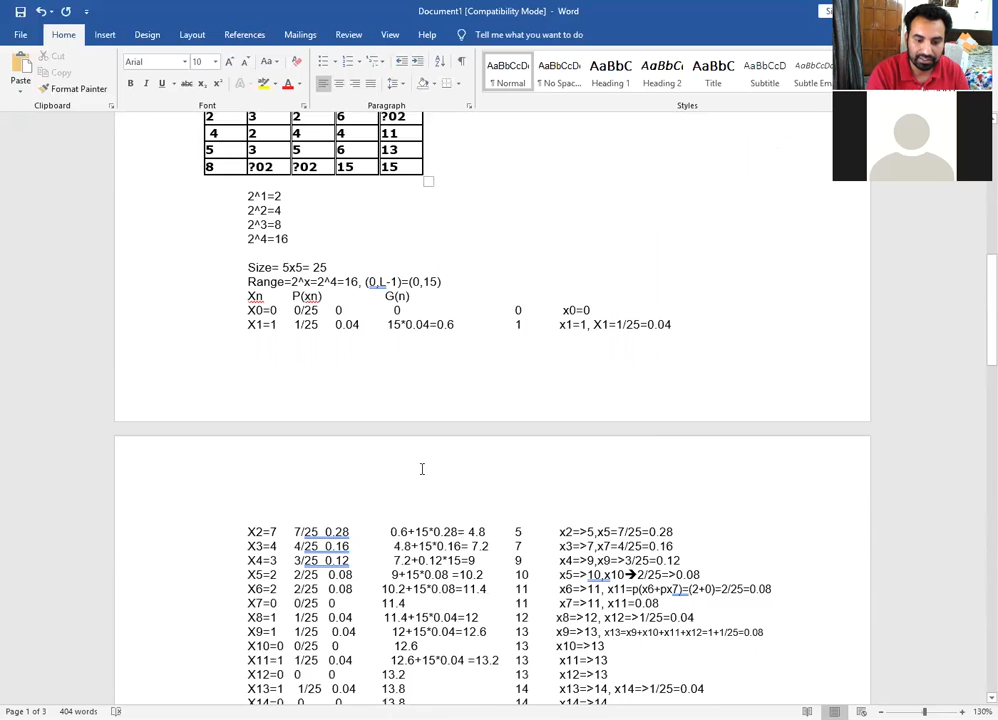 Document1 [Compatibility Mode] - Word
File Home Insert Design Layout References Mailings Review View Help Tell me what you want to do
Paste
Cut
Copy
Format Painter
Clipboard
Arial 10
Font
Paragraph
AaBbCcDd AaBbCcDd AaBbC AaBbCc AaBbC AaBbCcD AaBbCcDd
¶ Normal ¶ No Spac... Heading 1 Heading 2 Title Subtitle Subtle Em
Styles
2 3 2 6 ?02
4 2 4 4 11
5 3 5 6 13
8 ?02 ?02 15 15
2^1=2
2^2=4
2^3=8
2^4=16
Size= 5x5= 25
Range=2^x=2^4=16, (0,L-1)=(0,15)
Xn P(xn) G(n)
X0=0 0/25 0 0 0 x0=0
X1=1 1/25 0.04 15*0.04=0.6 1 x1=1, X1=1/25=0.04
X2=7 7/25 0.28 0.6+15*0.28= 4.8 5 x2=>5,x5=7/25=0.28
X3=4 4/25 0.16 4.8+15*0.16= 7.2 7 x3=>7,x7=4/25=0.16
X4=3 3/25 0.12 7.2+0.12*15=9 9 x4=>9,x9=>3/25=0.12
X5=2 2/25 0.08 9+15*0.08 =10.2 10 x5=>10,x10➔2/25=>0.08
X6=2 2/25 0.08 10.2+15*0.08=11.4 11 x6=>11, x11=p(x6+px7)=(2+0)=2/25=0.08
X7=0 0/25 0 11.4 11 x7=>11, x11=0.08
X8=1 1/25 0.04 11.4+15*0.04=12 12 x8=>12, x12=>1/25=0.04
X9=1 1/25 0.04 12+15*0.04=12.6 13 x9=>13, x13=x9+x10+x11+x12=1+1/25=0.08
X10=0 0/25 0 12.6 13 x10=>13
X11=1 1/25 0.04 12.6+15*0.04 =13.2 13 x11=>13
X12=0 0 0 13.2 13 x12=>13
X13=1 1/25 0.04 13.8 14 x13=>14, x14=>1/25=0.04
X14=0 0 0 13.8 14 x14=>14
Page 1 of 3 404 words 130%